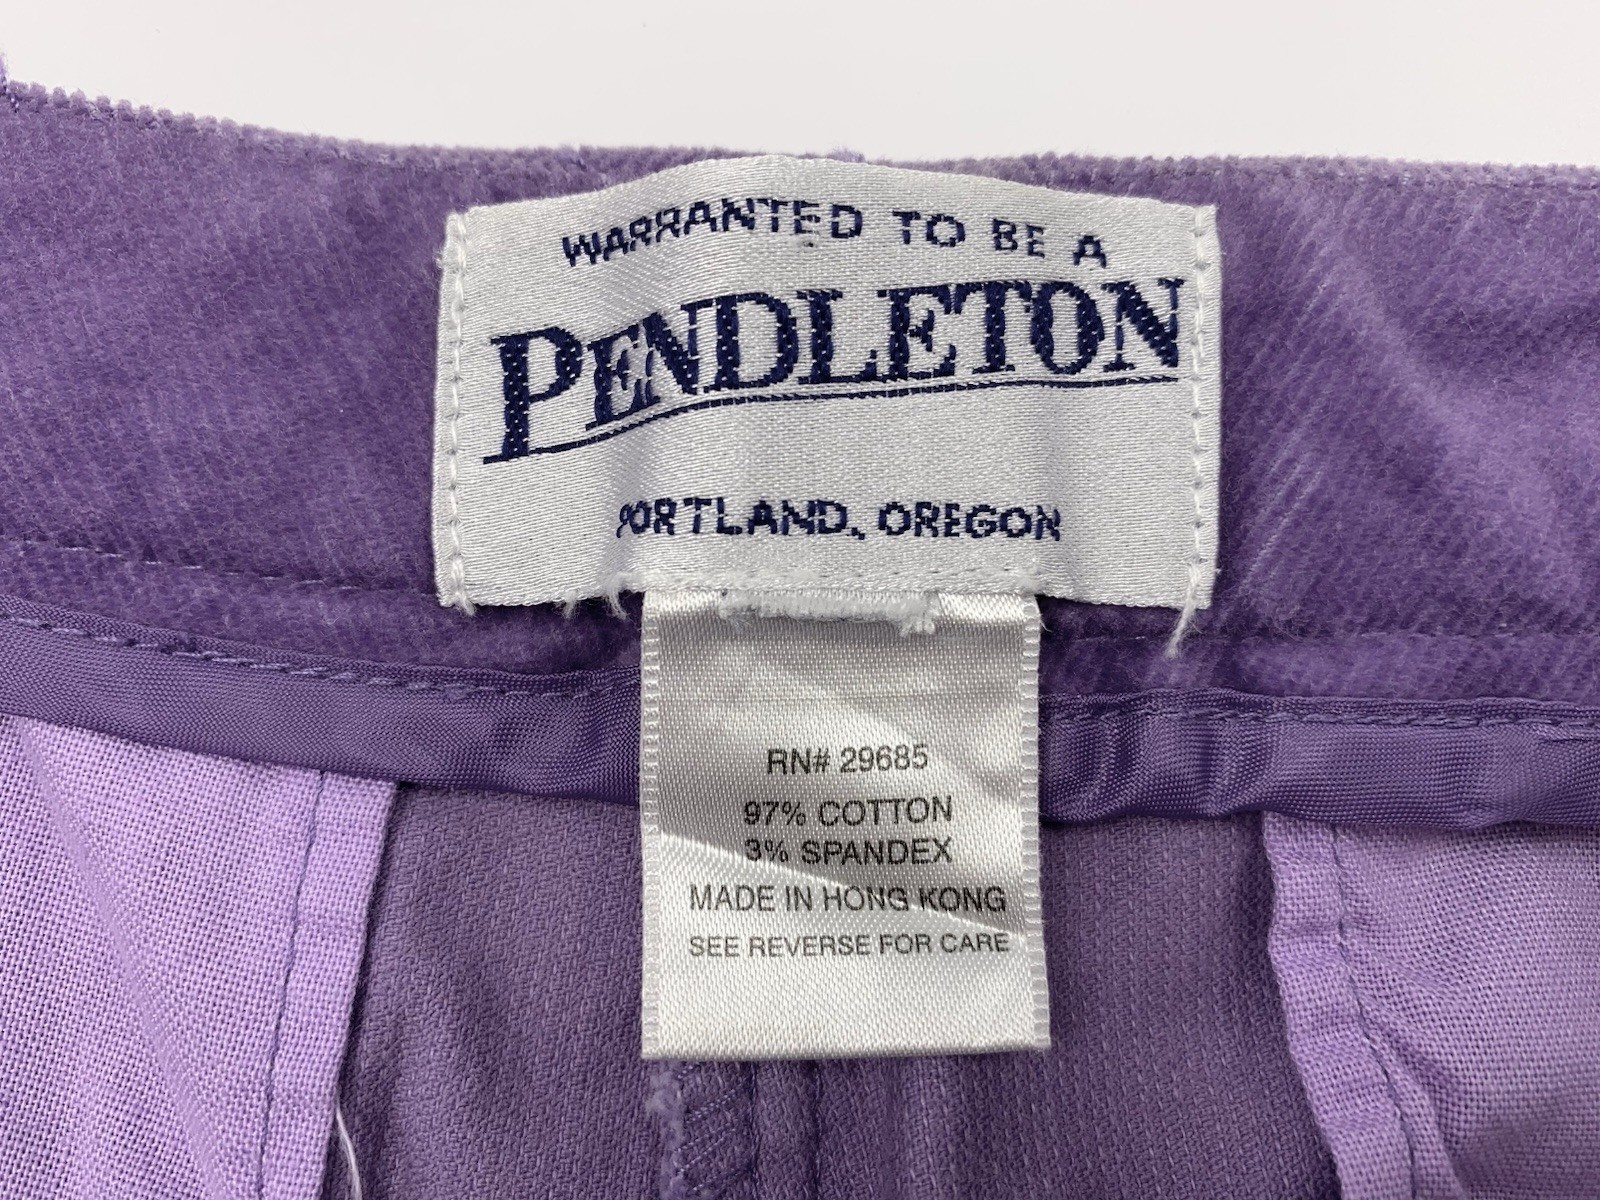 WARRANTED TO BE A
PENDLETON
PORTLAND, OREGON
RN# 29685
97% COTTON
3% SPANDEX
MADE IN HONG KONG
SEE REVERSE FOR CARE